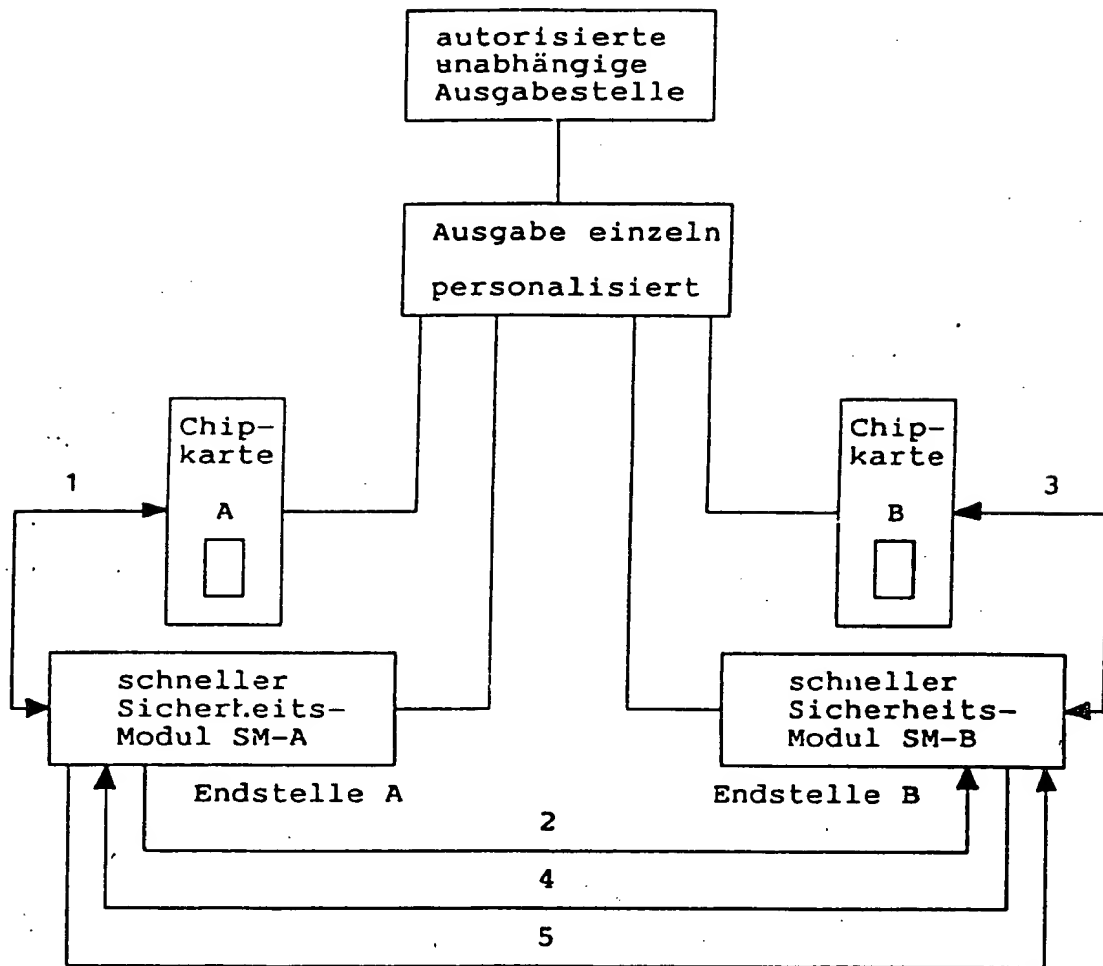 autorisierte
unabhängige
Ausgabestelle
Ausgabe einzeln
personalisiert
Chip-
karte
A
Chip-
karte
B
1
3
schneller
Sicherheits-
Modul SM-A
schneller
Sicherheits-
Modul SM-B
Endstelle A
Endstelle B
2
4
5